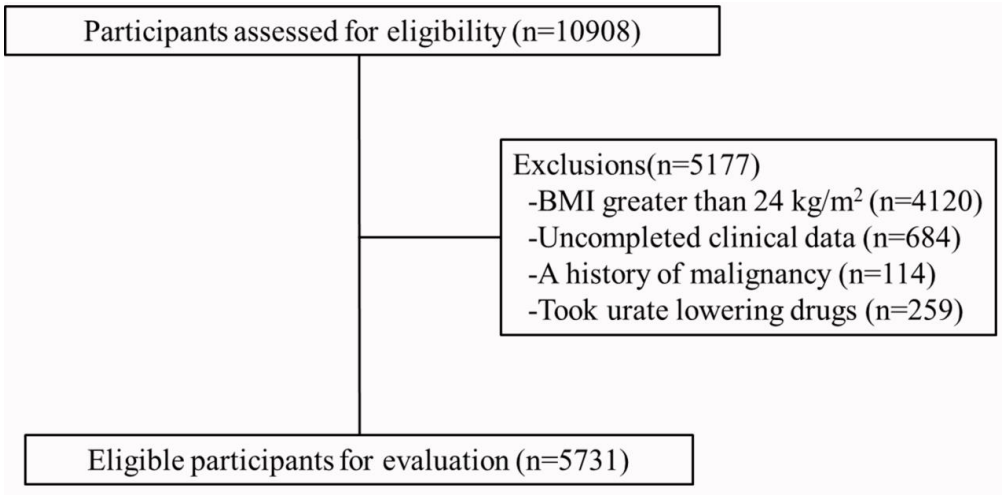 Participants assessed for eligibility (n=10908)
Exclusions(n=5177)
-BMI greater than 24 kg/m² (n=4120)
-Uncompleted clinical data (n=684)
-A history of malignancy (n=114)
-Took urate lowering drugs (n=259)
Eligible participants for evaluation (n=5731)